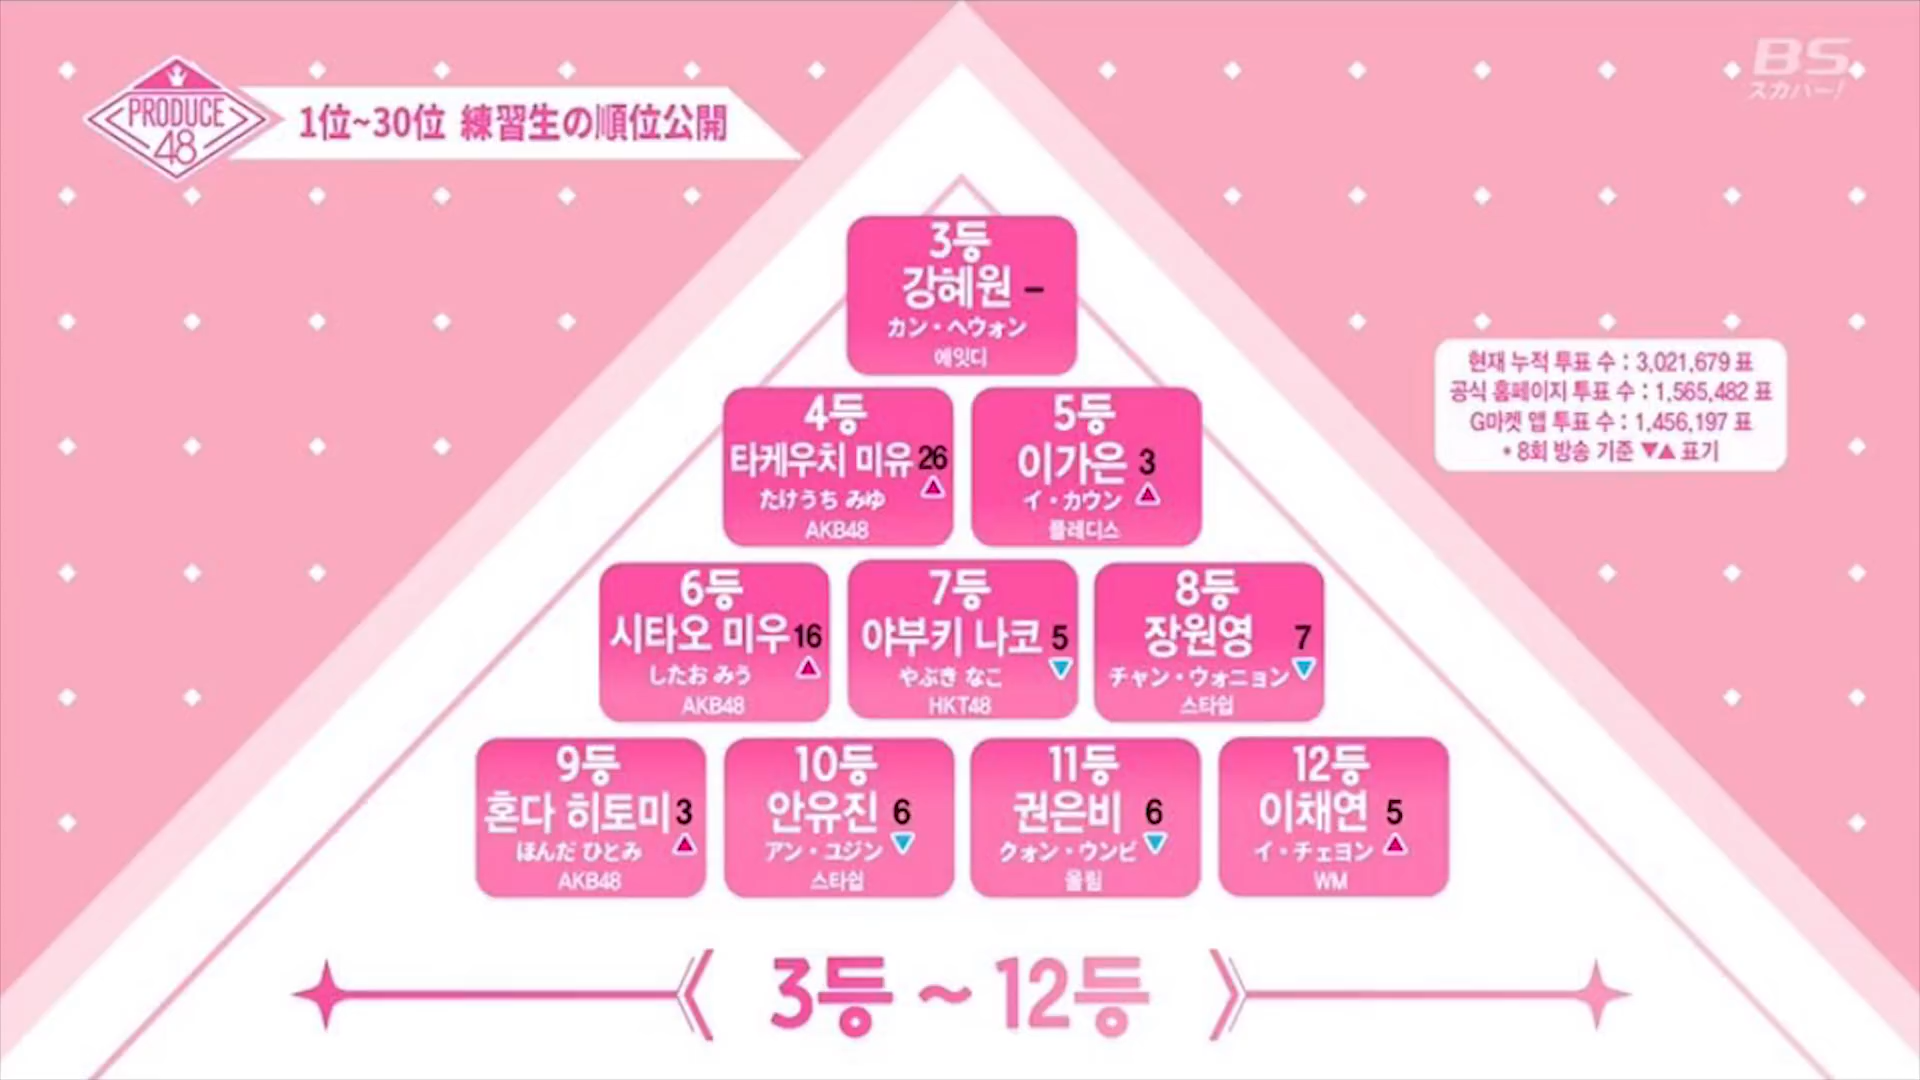 PRODUCE
48
1位~30位 練習生の順位公開
BS
スカパー!
3등
강혜원 –
カン・ヘウォン
에잇디
4등
타케우치 미유 26
たけうち みゆ
AKB48
5등
이가은 3
イ・カウン
플레디스
현재 누적 투표 수 : 3,021,679 표
공식 홈페이지 투표 수 : 1,565,482 표
G마켓 앱 투표 수 : 1,456,197 표
* 8회 방송 기준 ▼▲ 표기
6등
시타오 미우 16
したお みう
AKB48
7등
야부키 나코 5
やぶき なこ
HKT48
8등
장원영 7
チャン・ウォニョン
스타쉽
9등
혼다 히토미 3
ほんだ ひとみ
AKB48
10등
안유진 6
アン・ユジン
스타쉽
11등
권은비 6
クォン・ウンビ
울림
12등
이채연 5
イ・チェヨン
WM
3등 ~ 12등